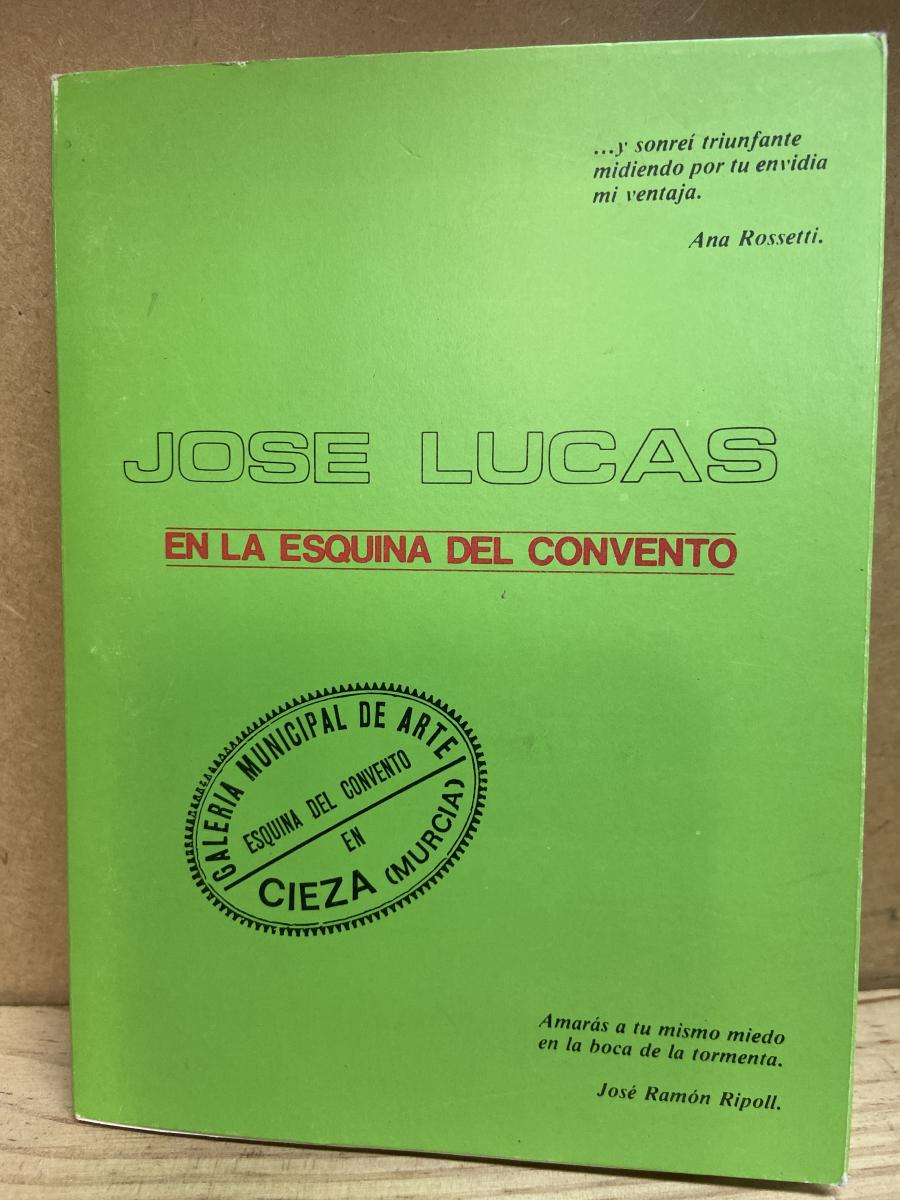 ...y sonreí triunfante
midiendo por tu envidia
mi ventaja.
Ana Rossetti.
JOSE LUCAS
EN LA ESQUINA DEL CONVENTO
GALERIA MUNICIPAL DE ARTE
ESQUINA DEL CONVENTO
EN
CIEZA (MURCIA)
Amarás a tu mismo miedo
en la boca de la tormenta.
José Ramón Ripoll.